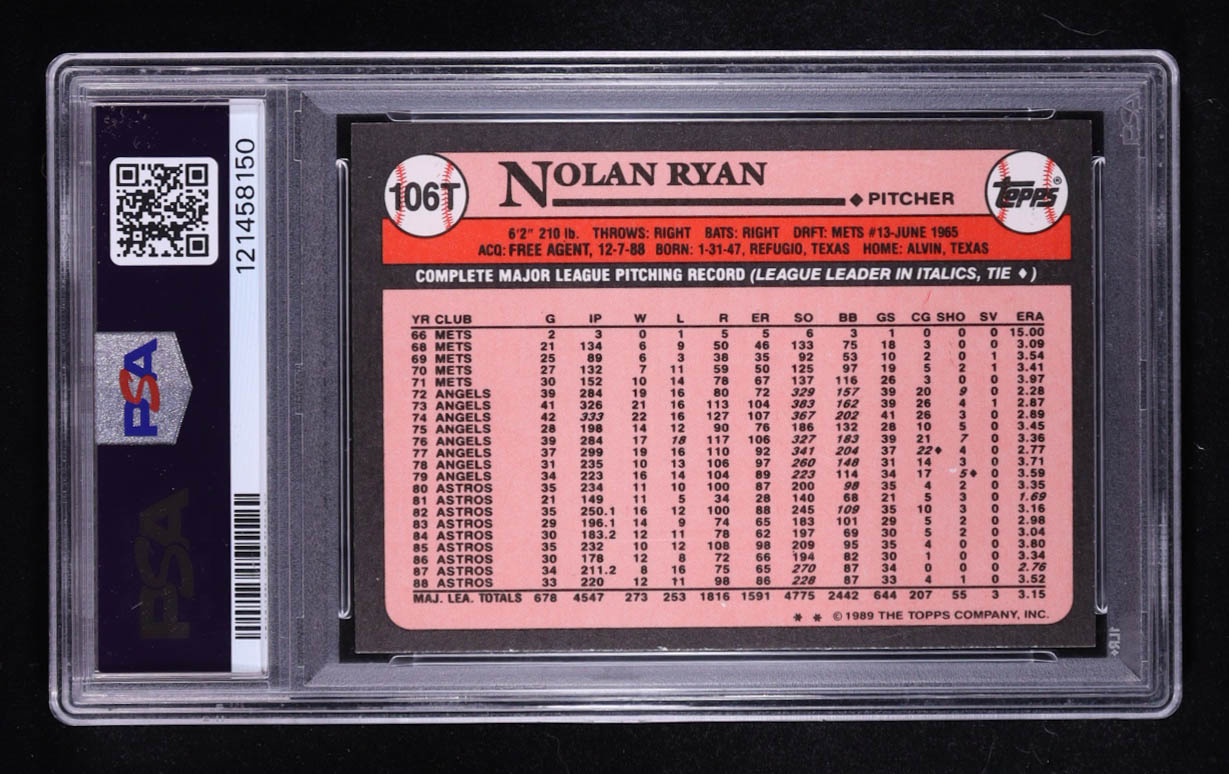 121458150
PSA
PSA
106T
NOLAN RYAN
◆ PITCHER
Topps®
6'2" 210 lb. THROWS: RIGHT BATS: RIGHT DRFT: METS #13-JUNE 1965
ACQ: FREE AGENT, 12-7-88 BORN: 1-31-47, REFUGIO, TEXAS HOME: ALVIN, TEXAS
COMPLETE MAJOR LEAGUE PITCHING RECORD (LEAGUE LEADER IN ITALICS, TIE ♦)
YR CLUB G IP W L R ER SO BB GS CG SHO SV ERA
66 METS 2 3 0 1 5 5 6 3 1 0 0 0 15.00
68 METS 21 134 6 9 50 46 133 75 18 3 0 0 3.09
69 METS 25 89 6 3 38 35 92 53 10 2 0 1 3.54
70 METS 27 132 7 11 59 50 125 97 19 5 2 1 3.41
71 METS 30 152 10 14 78 67 137 116 26 3 0 0 3.97
72 ANGELS 39 284 19 16 80 72 329 157 39 20 9 0 2.28
73 ANGELS 41 326 21 16 113 104 383 162 39 26 4 1 2.87
74 ANGELS 42 333 22 16 127 107 367 202 41 26 3 0 2.89
75 ANGELS 28 198 14 12 90 76 186 132 28 10 5 0 3.45
76 ANGELS 39 284 17 18 117 106 327 183 39 21 7 0 3.36
77 ANGELS 37 299 19 16 110 92 341 204 37 22♦ 4 0 2.77
78 ANGELS 31 235 10 13 106 97 260 148 31 14 3 0 3.71
79 ANGELS 34 223 16 14 104 89 223 114 34 17 5♦ 0 3.59
80 ASTROS 35 234 11 10 100 87 200 98 35 4 2 0 3.35
81 ASTROS 21 149 11 5 34 28 140 68 21 5 3 0 1.69
82 ASTROS 35 250.1 16 12 100 88 245 109 35 10 3 0 3.16
83 ASTROS 29 196.1 14 9 74 65 183 101 29 5 2 0 2.98
84 ASTROS 30 183.2 12 11 78 62 197 69 30 5 2 0 3.04
85 ASTROS 35 232 10 12 108 98 209 95 35 4 0 0 3.80
86 ASTROS 30 178 12 8 72 66 194 82 30 1 0 0 3.34
87 ASTROS 34 211.2 8 16 75 65 270 87 34 0 0 0 2.76
88 ASTROS 33 220 12 11 98 86 228 87 33 4 1 0 3.52
MAJ. LEA. TOTALS 678 4547 273 253 1816 1591 4775 2442 644 207 55 3 3.15
* * © 1989 THE TOPPS COMPANY, INC.
PSA